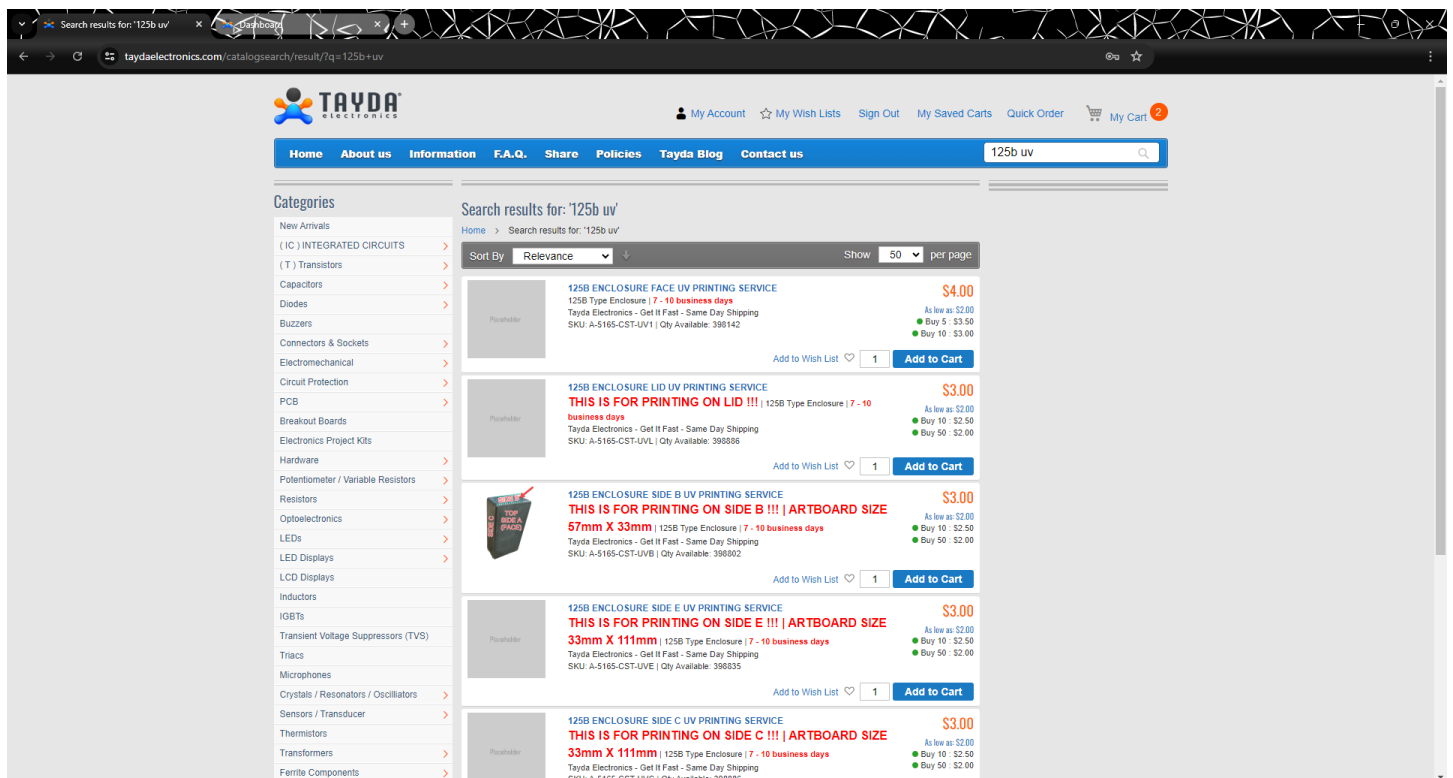 Search results for: '125b uv'
Dashboard
taydaelectronics.com/catalogsearch/result/?q=125b+uv
TAYDA
electronics
My Account My Wish Lists Sign Out My Saved Carts Quick Order My Cart 2
Home About us Information F.A.Q. Share Policies Tayda Blog Contact us 125b uv
Categories
New Arrivals
( IC ) INTEGRATED CIRCUITS
( T ) Transistors
Capacitors
Diodes
Buzzers
Connectors & Sockets
Electromechanical
Circuit Protection
PCB
Breakout Boards
Electronics Project Kits
Hardware
Potentiometer / Variable Resistors
Resistors
Optoelectronics
LEDs
LED Displays
LCD Displays
Inductors
IGBTs
Transient Voltage Suppressors (TVS)
Triacs
Microphones
Crystals / Resonators / Oscilliators
Sensors / Transducer
Thermistors
Transformers
Ferrite Components
Search results for: '125b uv'
Home > Search results for: '125b uv'
Sort By Relevance Show 50 per page
Placeholder
125B ENCLOSURE FACE UV PRINTING SERVICE
125B Type Enclosure | 7 - 10 business days
Tayda Electronics - Get It Fast - Same Day Shipping
SKU: A-5165-CST-UV1 | Qty Available: 398142
$4.00
As low as: $2.00
Buy 5 : $3.50
Buy 10 : $3.00
Add to Wish List 1 Add to Cart
Placeholder
125B ENCLOSURE LID UV PRINTING SERVICE
THIS IS FOR PRINTING ON LID !!! | 125B Type Enclosure | 7 - 10
business days
Tayda Electronics - Get It Fast - Same Day Shipping
SKU: A-5165-CST-UVL | Qty Available: 398886
$3.00
As low as: $2.00
Buy 10 : $2.50
Buy 50 : $2.00
Add to Wish List 1 Add to Cart
TOP
SIDE A
(FACE)
125B ENCLOSURE SIDE B UV PRINTING SERVICE
THIS IS FOR PRINTING ON SIDE B !!! | ARTBOARD SIZE
57mm X 33mm | 125B Type Enclosure | 7 - 10 business days
Tayda Electronics - Get It Fast - Same Day Shipping
SKU: A-5165-CST-UVB | Qty Available: 398802
$3.00
As low as: $2.00
Buy 10 : $2.50
Buy 50 : $2.00
Add to Wish List 1 Add to Cart
Placeholder
125B ENCLOSURE SIDE E UV PRINTING SERVICE
THIS IS FOR PRINTING ON SIDE E !!! | ARTBOARD SIZE
33mm X 111mm | 125B Type Enclosure | 7 - 10 business days
Tayda Electronics - Get It Fast - Same Day Shipping
SKU: A-5165-CST-UVE | Qty Available: 398835
$3.00
As low as: $2.00
Buy 10 : $2.50
Buy 50 : $2.00
Add to Wish List 1 Add to Cart
Placeholder
125B ENCLOSURE SIDE C UV PRINTING SERVICE
THIS IS FOR PRINTING ON SIDE C !!! | ARTBOARD SIZE
33mm X 111mm | 125B Type Enclosure | 7 - 10 business days
Tayda Electronics - Get It Fast - Same Day Shipping
$3.00
As low as: $2.00
Buy 10 : $2.50
Buy 50 : $2.00